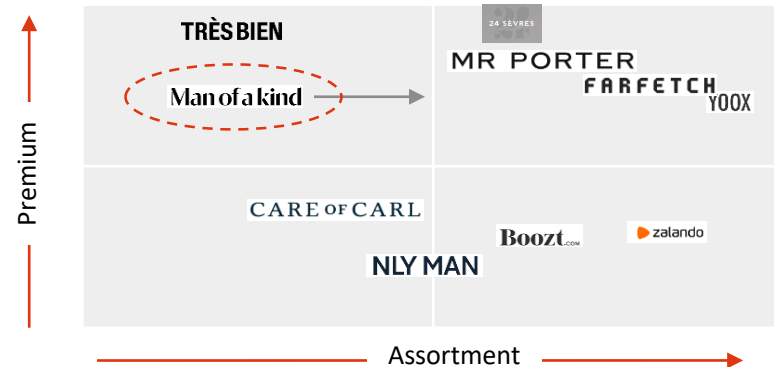 24 SÈVRES
TRÈS BIEN
MR PORTER
FARFETCH
YOOX
Man of a kind
Premium
CARE OF CARL
Boozt.COM
zalando
NLY MAN
Assortment